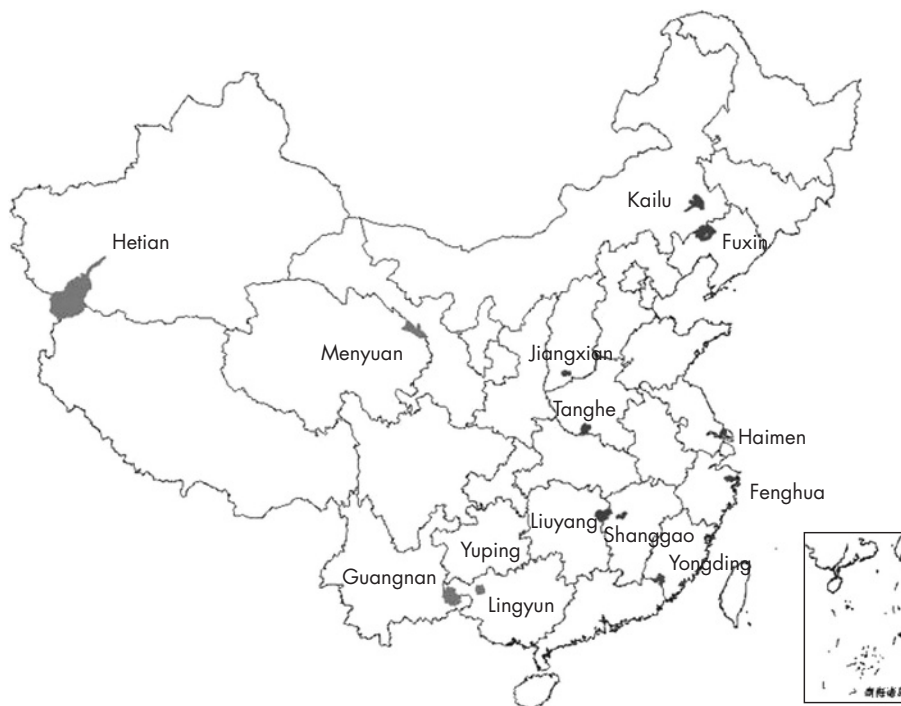 Kailu
Fuxin
Hetian
Menyuan
Jiangxian
Tanghe
Haimen
Fenghua
Liuyang
Shanggao
Yuping
Yongding
Guangnan
Lingyun